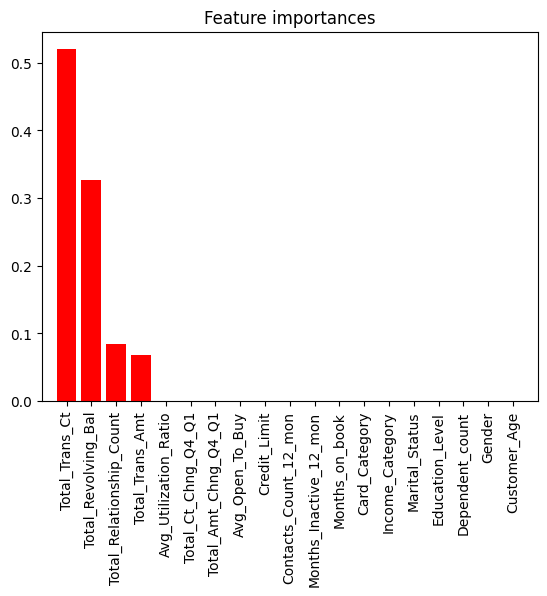 Feature importances
0.5
0.4
0.3
0.2
0.1
0.0
Total_Trans_Ct
Total_Revolving_Bal
Total_Relationship_Count
Total_Trans_Amt
Avg_Utilization_Ratio
Total_Ct_Chng_Q4_Q1
Total_Amt_Chng_Q4_Q1
Avg_Open_To_Buy
Credit_Limit
Contacts_Count_12_mon
Months_Inactive_12_mon
Months_on_book
Card_Category
Income_Category
Marital_Status
Education_Level
Dependent_count
Gender
Customer_Age